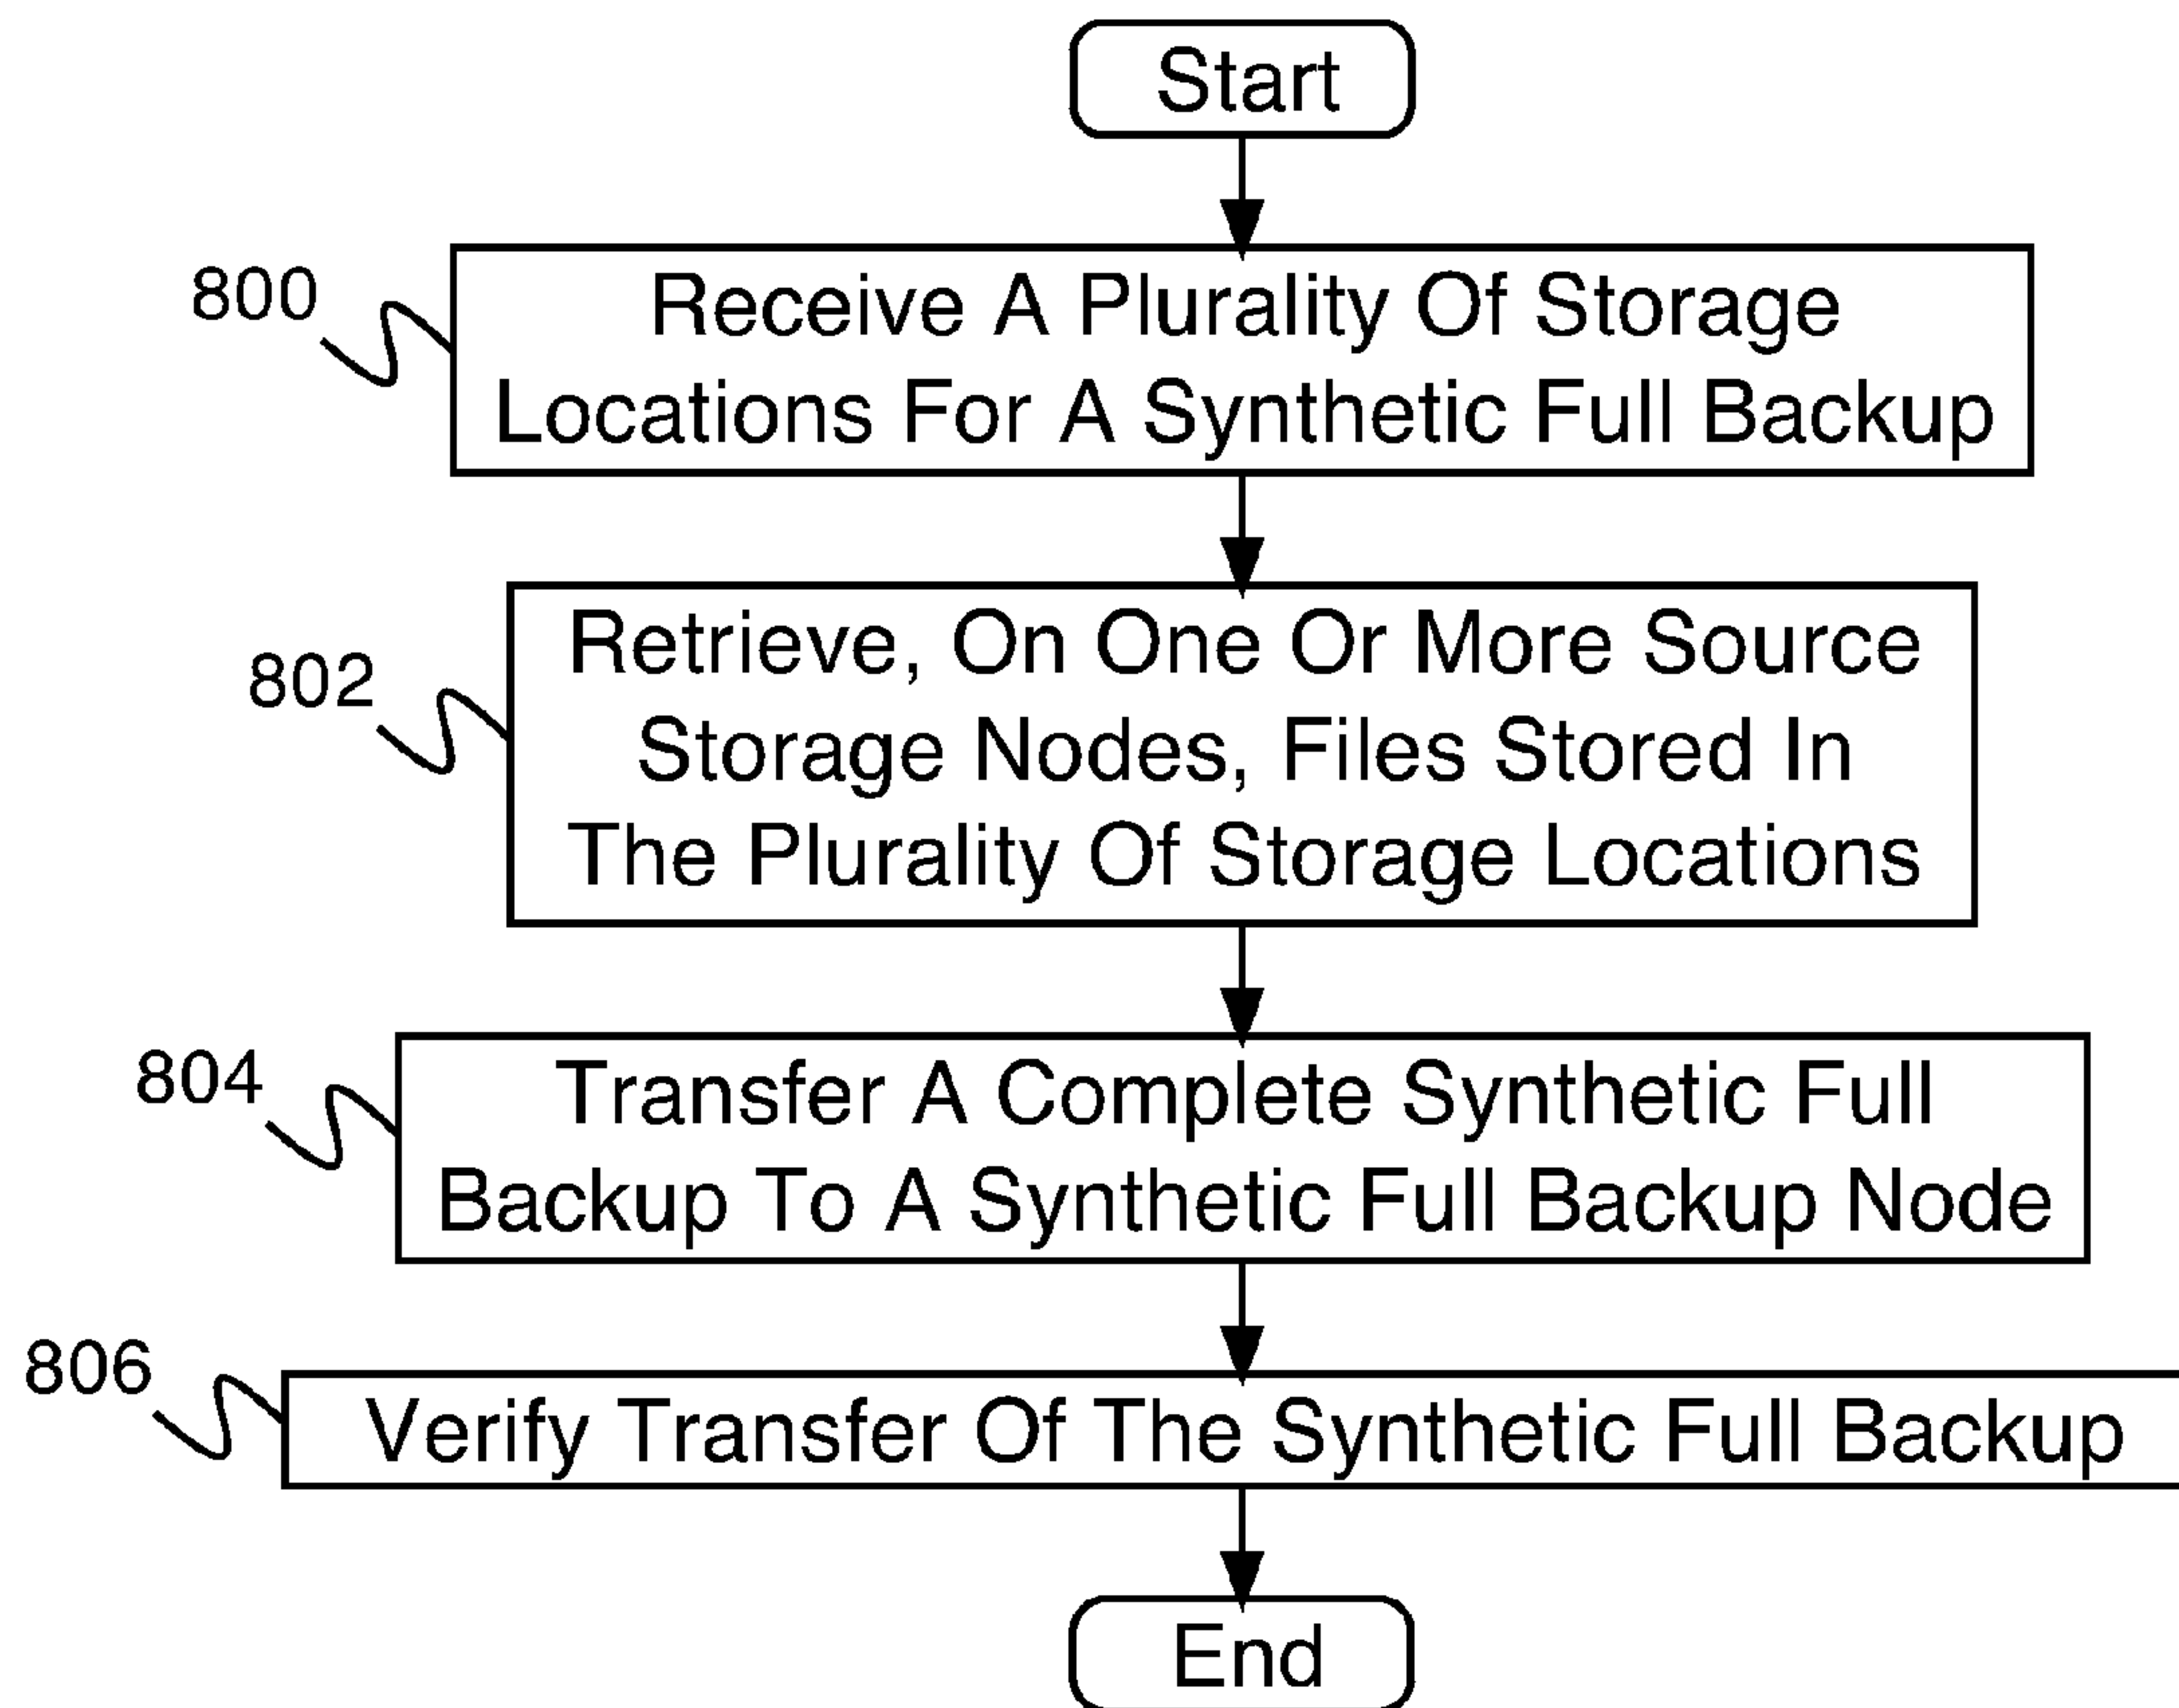 Start
800
Receive A Plurality Of Storage
Locations For A Synthetic Full Backup
802
Retrieve, On One Or More Source
Storage Nodes, Files Stored In
The Plurality Of Storage Locations
804
Transfer A Complete Synthetic Full
Backup To A Synthetic Full Backup Node
806
Verify Transfer Of The Synthetic Full Backup
End